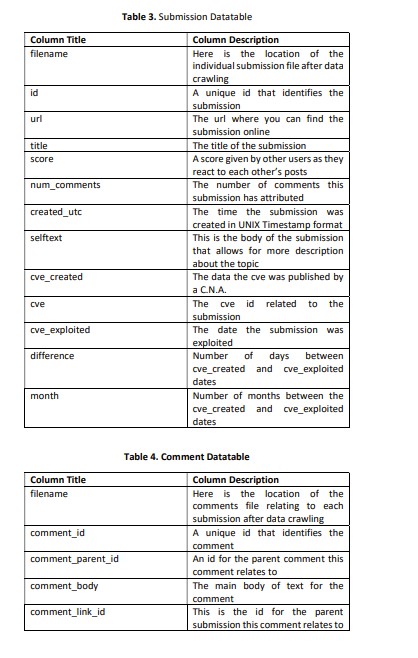 Table 3. Submission Datatable
Column Title Column Description
filename Here is the location of the
individual submission file after data
crawling
id A unique id that identifies the
submission
url The url where you can find the
submission online
title The title of the submission
score A score given by other users as they
react to each other's posts
num_comments The number of comments this
submission has attributed
created_utc The time the submission was
created in UNIX Timestamp format
selftext This is the body of the submission
that allows for more description
about the topic
cve_created The data the cve was published by
a C.N.A.
cve The cve id related to the
submission
cve_exploited The date the submission was
exploited
difference Number of days between
cve_created and cve_exploited
dates
month Number of months between the
cve_created and cve_exploited
dates
Table 4. Comment Datatable
Column Title Column Description
filename Here is the location of the
comments file relating to each
submission after data crawling
comment_id A unique id that identifies the
comment
comment_parent_id An id for the parent comment this
comment relates to
comment_body The main body of text for the
comment
comment_link_id This is the id for the parent
submission this comment relates to